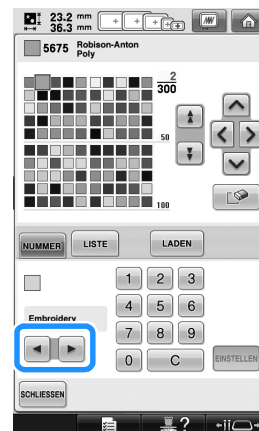 23.2 mm
36.3 mm
5675 Robison-Anton
Poly
2
300
50
100
NUMMER LISTE LADEN
1 2 3
Embroidery
4 5 6
7 8 9
0 C EINSTELLEN
SCHLIESSEN
?